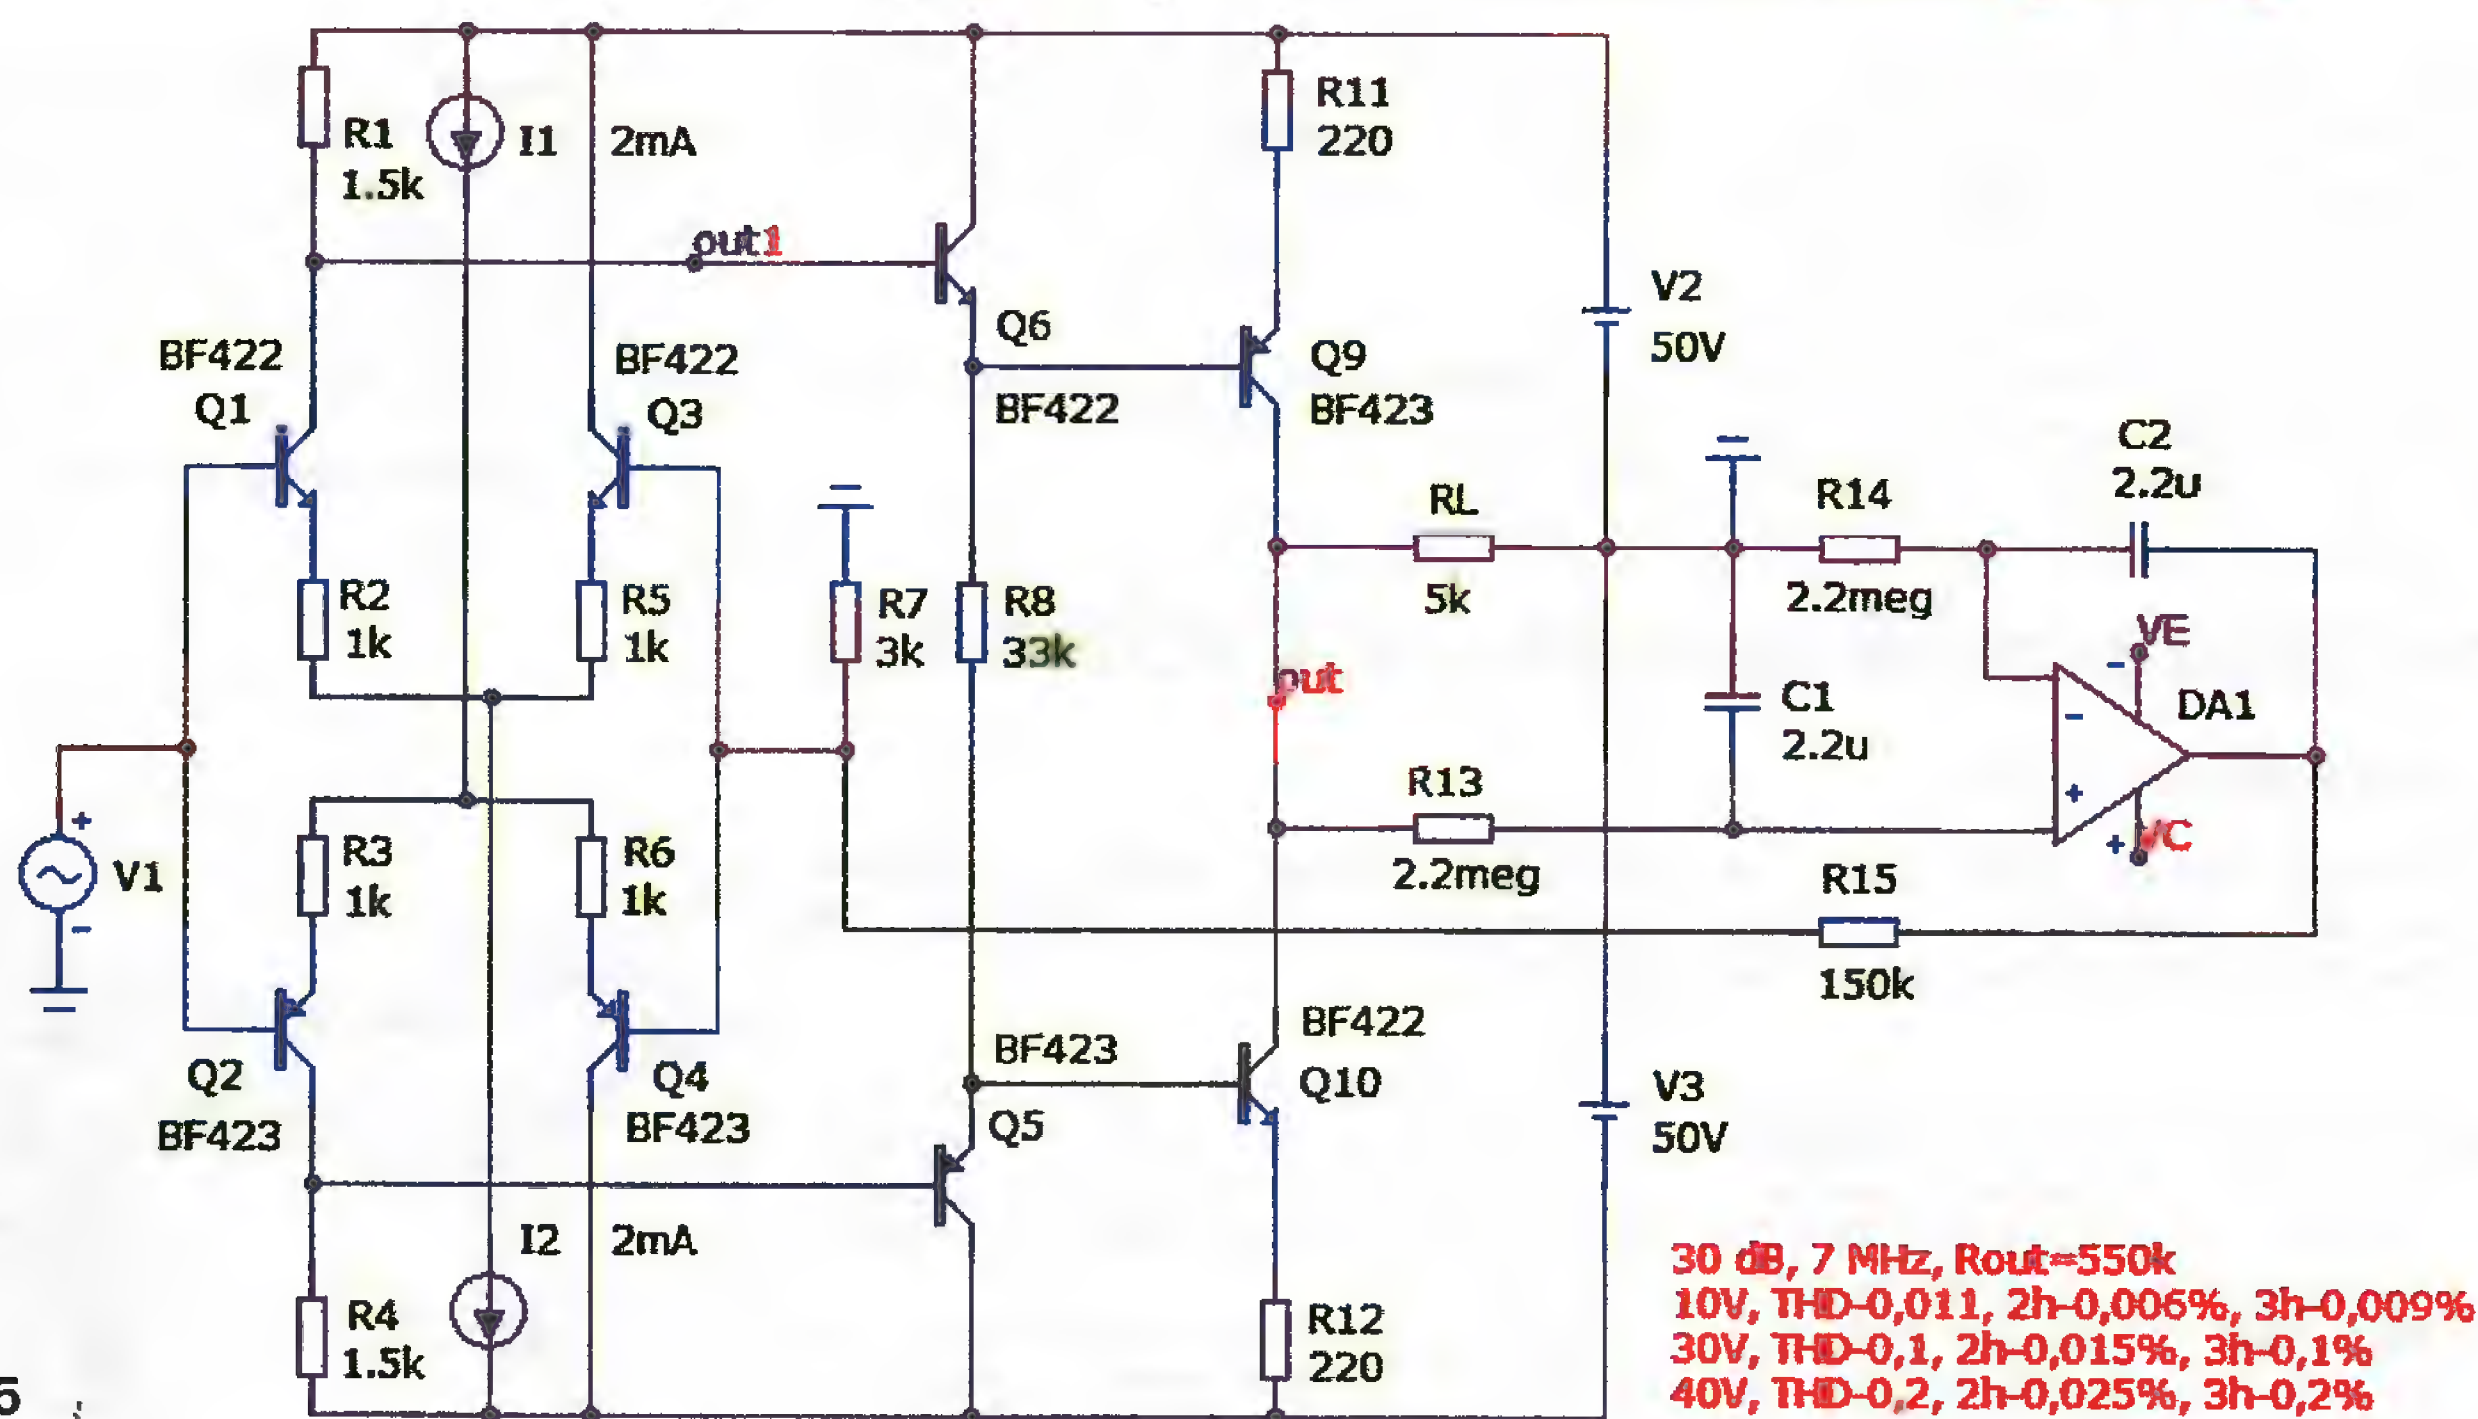 R1
1.5k
I1
2mA
R11
220
out1
V2
50V
BF422
Q1
BF422
Q3
Q6
BF422
Q9
BF423
C2
2.2u
RL
5k
R14
2.2meg
R2
1k
R5
1k
R7
3k
R8
33k
out
VE
-
DA1
C1
2.2u
-
+
+
VC
V1
+
-
R3
1k
R6
1k
R13
2.2meg
R15
150k
Q2
BF423
Q4
BF423
BF423
Q5
BF422
Q10
V3
50V
I2
2mA
R4
1.5k
R12
220
30 dB, 7 MHz, Rout=550k
10V, THD-0,011, 2h-0,006%, 3h-0,009%
30V, THD-0,1, 2h-0,015%, 3h-0,1%
40V, THD-0,2, 2h-0,025%, 3h-0,2%